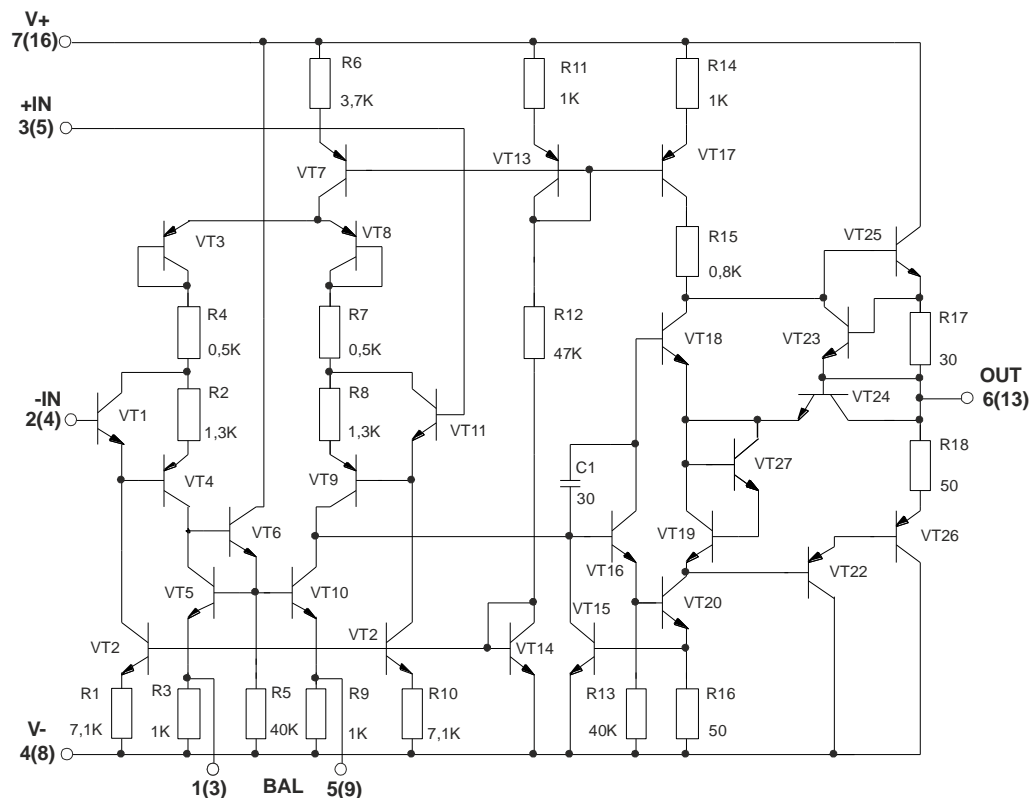 V+
7(16)
+IN
3(5)
R6
3,7K
R11
1K
R14
1K
VT7
VT13
VT17
VT3
VT8
R15
0,8K
VT25
R4
0,5K
R7
0,5K
R12
47K
VT18
VT23
R17
30
-IN
2(4)
VT1
R2
1,3K
R8
1,3K
VT11
VT24
OUT
6(13)
VT4
VT9
C1
30
VT27
R18
50
VT6
VT16
VT19
VT22
VT26
VT5
VT10
VT15
VT20
VT2
VT2
VT14
R1
7,1K
R3
1K
R5
40K
R9
1K
R10
7,1K
R13
40K
R16
50
V-
4(8)
1(3)
BAL
5(9)